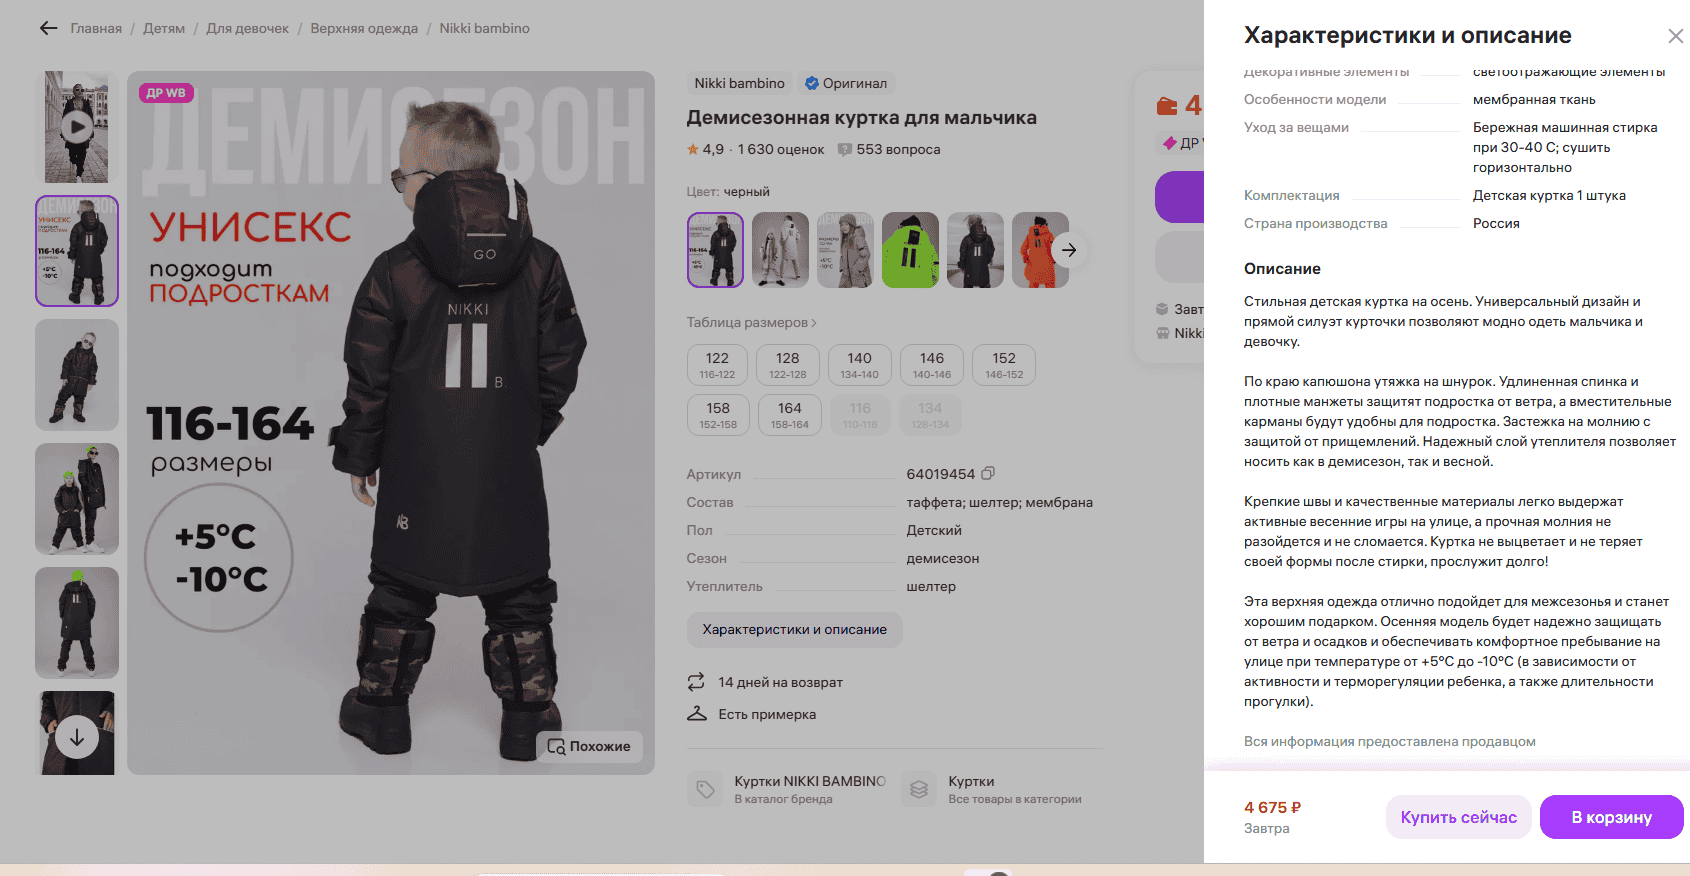 Главная / Детям / Для девочек / Верхняя одежда / Nikki bambino
ДР WB
ДЕМИСЕЗОН
УНИСЕКС
подходит
ПОДРОСТКАМ
116-164
размеры
+5°C
-10°C
GO
NIKKI
B.
Похожие
Nikki bambino
Оригинал
Демисезонная куртка для мальчика
4,9 · 1 630 оценок
553 вопроса
Цвет: черный
Таблица размеров
122
116-122
128
122-128
140
134-140
146
140-146
152
146-152
158
152-158
164
158-164
116
110-116
134
128-134
Артикул 64019454
Состав таффета; шелтер; мембрана
Пол Детский
Сезон демисезон
Утеплитель шелтер
Характеристики и описание
14 дней на возврат
Есть примерка
Куртки NIKKI BAMBINO
В каталог бренда
Куртки
Все товары в категории
4
ДР
Завт
Nikki
Характеристики и описание
Декоративные элементы светоотражающие элементы
Особенности модели мембранная ткань
Уход за вещами Бережная машинная стирка
при 30-40 С; сушить
горизонтально
Комплектация Детская куртка 1 штука
Страна производства Россия
Описание
Стильная детская куртка на осень. Универсальный дизайн и
прямой силуэт курточки позволяют модно одеть мальчика и
девочку.
По краю капюшона утяжка на шнурок. Удлиненная спинка и
плотные манжеты защитят подростка от ветра, а вместительные
карманы будут удобны для подростка. Застежка на молнию с
защитой от прищемлений. Надежный слой утеплителя позволяет
носить как в демисезон, так и весной.
Крепкие швы и качественные материалы легко выдержат
активные весенние игры на улице, а прочная молния не
разойдется и не сломается. Куртка не выцветает и не теряет
своей формы после стирки, прослужит долго!
Эта верхняя одежда отлично подойдет для межсезонья и станет
хорошим подарком. Осенняя модель будет надежно защищать
от ветра и осадков и обеспечивать комфортное пребывание на
улице при температуре от +5°С до -10°С (в зависимости от
активности и терморегуляции ребенка, а также длительности
прогулки).
Вся информация предоставлена продавцом
4 675 ₽
Завтра
Купить сейчас
В корзину